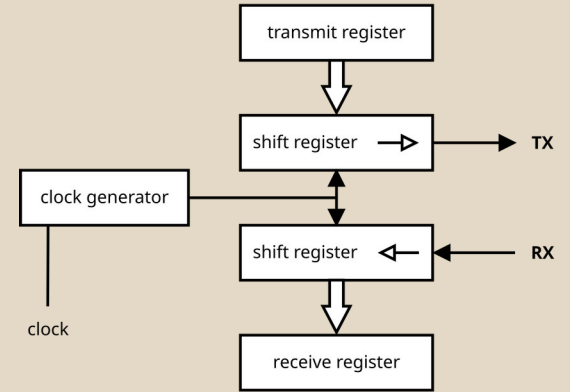 transmit register
shift register
TX
clock generator
shift register
RX
clock
receive register